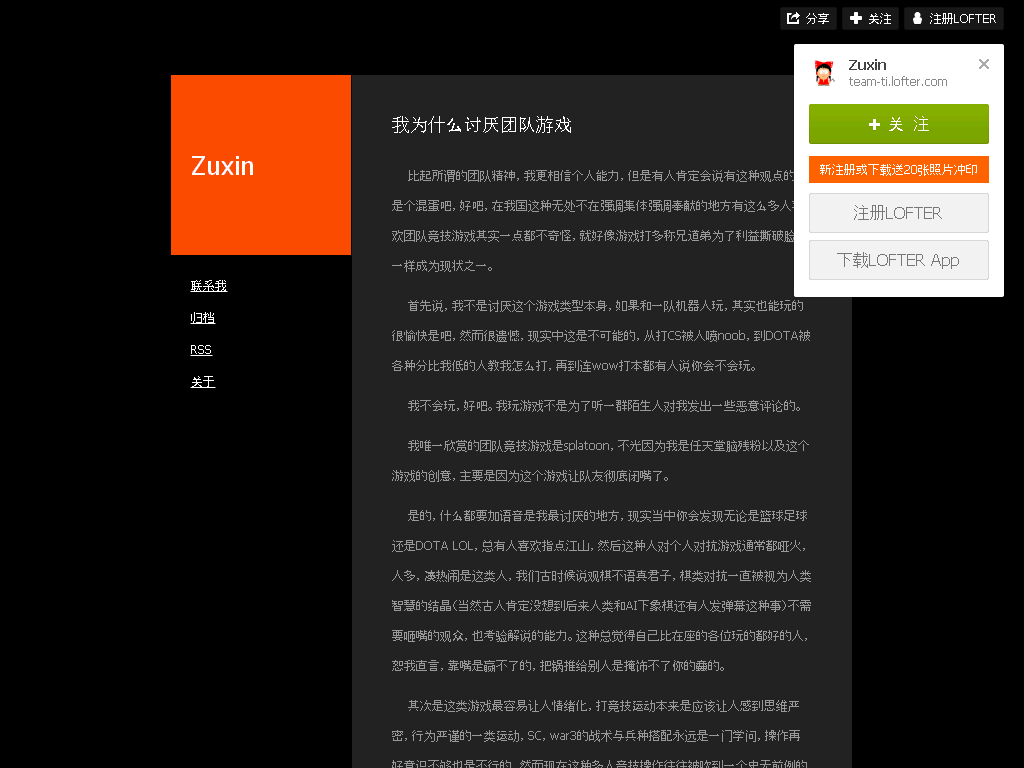 分享
关注
注册LOFTER
Zuxin
team-ti.lofter.com
+ 关 注
新注册或下载送20张照片冲印
注册LOFTER
下载LOFTER App
Zuxin
联系我
归档
RSS
关于
我为什么讨厌团队游戏
比起所谓的团队精神，我更相信个人能力，但是有人肯定会说有这种观点的
是个混蛋吧，好吧，在我国这种无处不在强调集体强调奉献的地方有这么多人
欢团队竞技游戏其实一点都不奇怪，就好像游戏打多称兄道弟为了利益撕破脸
一样成为现状之一。
首先说，我不是讨厌这个游戏类型本身，如果和一队机器人玩，其实也能玩的
很愉快是吧，然而很遗憾，现实中这是不可能的，从打CS被人喷noob，到DOTA被
各种分比我低的人教我怎么打，再到连wow打本都有人说你会不会玩。
我不会玩，好吧。我玩游戏不是为了听一群陌生人对我发出一些恶意评论的。
我唯一欣赏的团队竞技游戏是splatoon，不光因为我是任天堂脑残粉以及这个
游戏的创意，主要是因为这个游戏让队友彻底闭嘴了。
是的，什么都要加语音是我最讨厌的地方，现实当中你会发现无论是篮球足球
还是DOTA LOL，总有人喜欢指点江山，然后这种人对个人对抗游戏通常都哑火，
人多，凑热闹是这类人，我们古时候说观棋不语真君子，棋类对抗一直被视为人类
智慧的结晶(当然古人肯定没想到后来人类和AI下象棋还有人发弹幕这种事)不需
要咂嘴的观众，也考验解说的能力。这种总觉得自己比在座的各位玩的都好的人，
恕我直言，靠嘴是赢不了的，把锅推给别人是掩饰不了你的蠢的。
其次是这类游戏最容易让人情绪化，打竞技运动本来是应该让人感到思维严
密，行为严谨的一类运动，SC，war3的战术与兵种搭配永远是一门学问，操作再
好意识不够也是不行的，然而现在这种多人竞技操作往往被吹到一个史无前例的